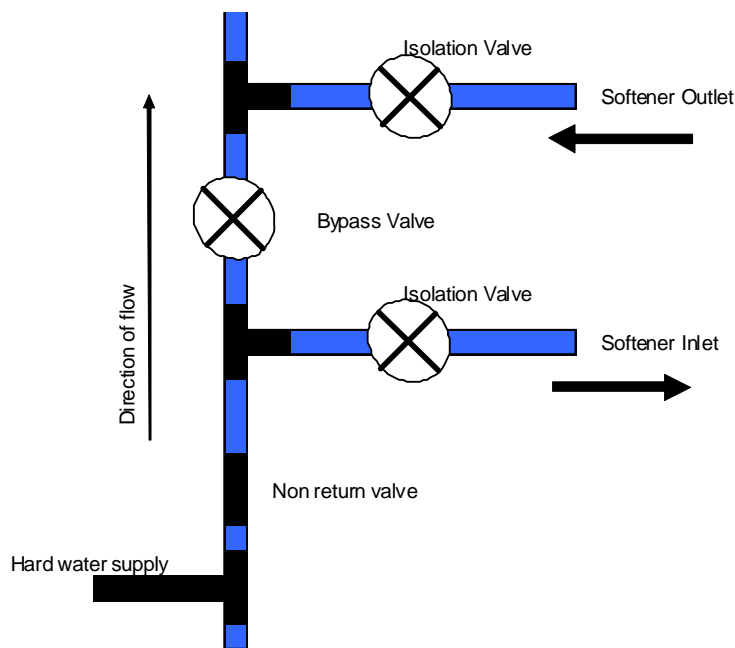 Isolation Valve
Softener Outlet
Bypass Valve
Isolation Valve
Softener Inlet
Direction of flow
Non return valve
Hard water supply